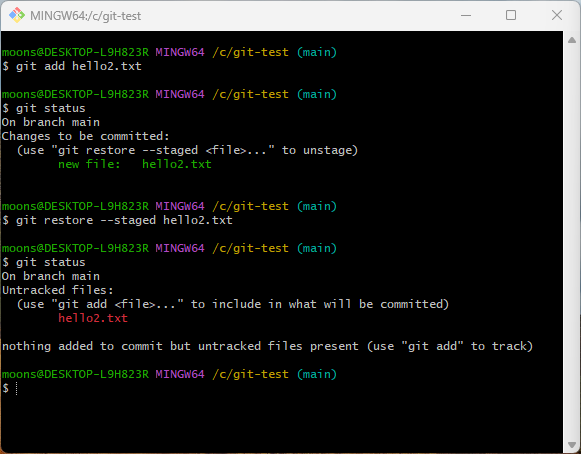 MINGW64:/c/git-test
moons@DESKTOP-L9H823R MINGW64 /c/git-test (main)
$ git add hello2.txt
moons@DESKTOP-L9H823R MINGW64 /c/git-test (main)
$ git status
On branch main
Changes to be committed:
  (use "git restore --staged <file>..." to unstage)
        new file:   hello2.txt
moons@DESKTOP-L9H823R MINGW64 /c/git-test (main)
$ git restore --staged hello2.txt
moons@DESKTOP-L9H823R MINGW64 /c/git-test (main)
$ git status
On branch main
Untracked files:
  (use "git add <file>..." to include in what will be committed)
        hello2.txt
nothing added to commit but untracked files present (use "git add" to track)
moons@DESKTOP-L9H823R MINGW64 /c/git-test (main)
$